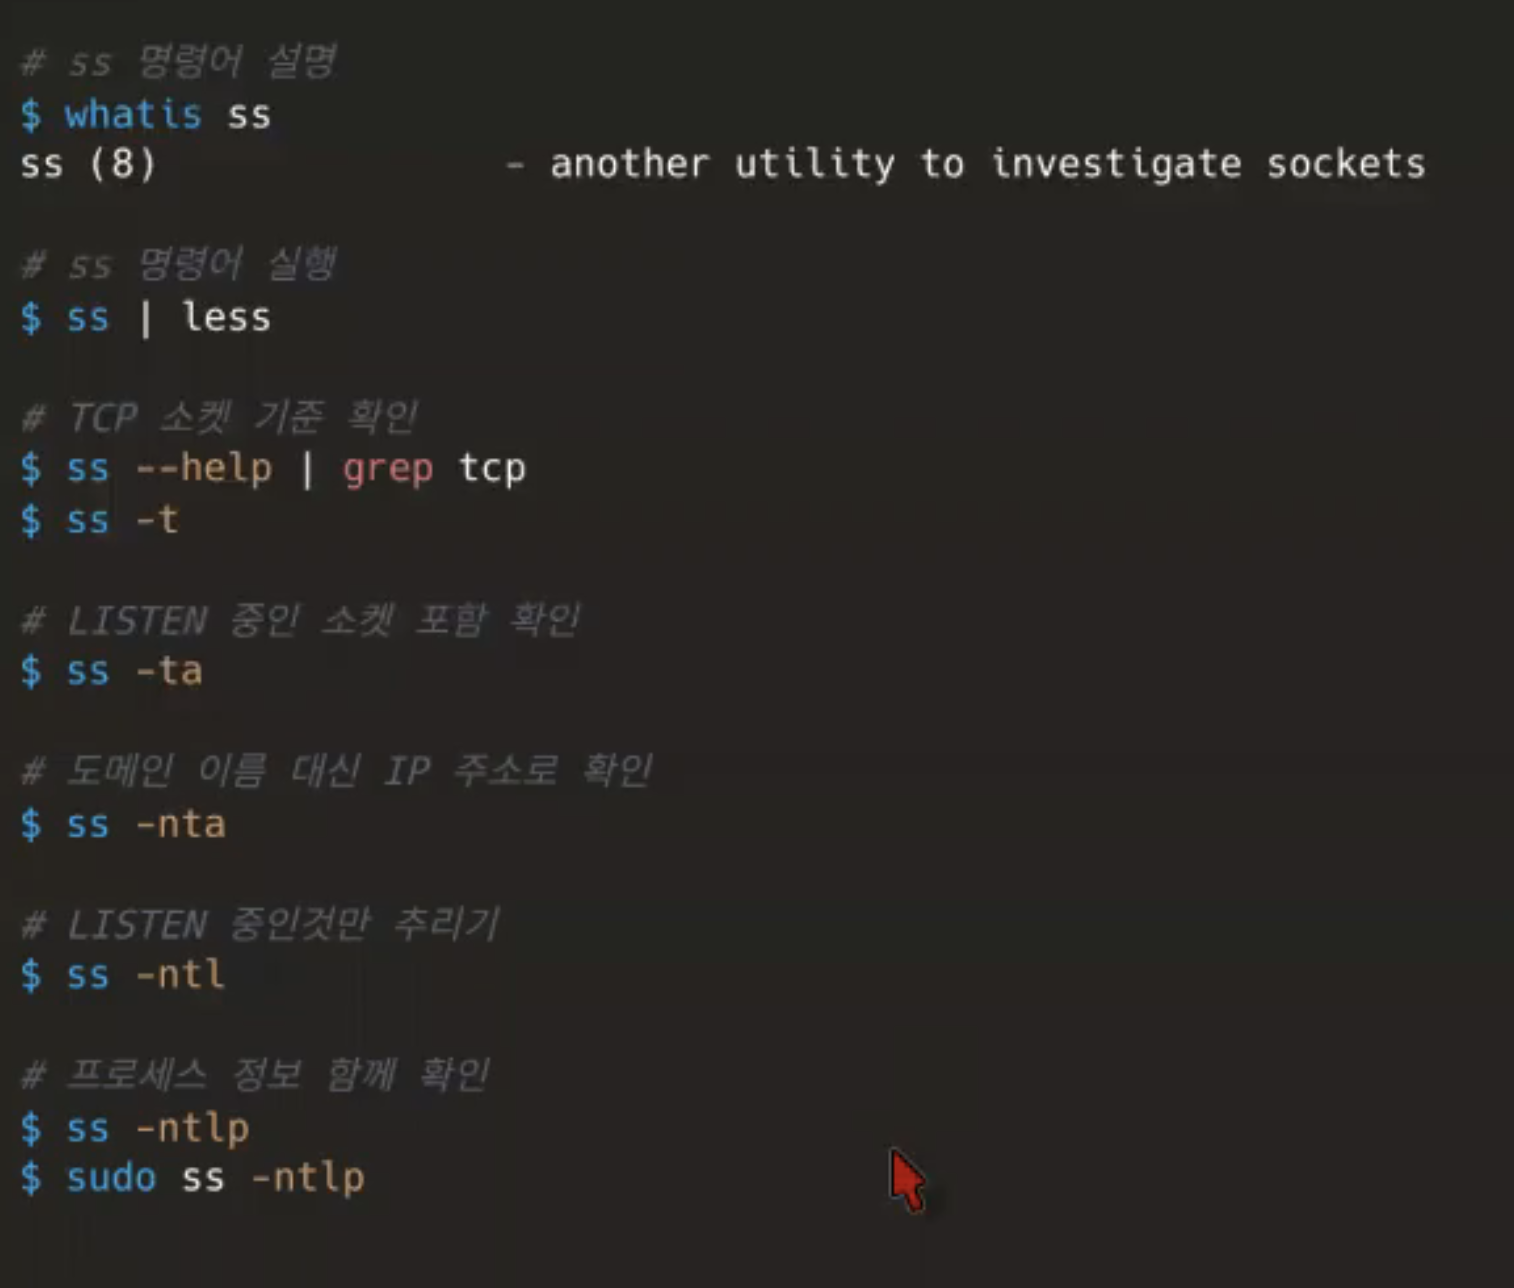 # ss 명령어 설명
$ whatis ss
ss (8)               - another utility to investigate sockets
# ss 명령어 실행
$ ss | less
# TCP 소켓 기준 확인
$ ss --help | grep tcp
$ ss -t
# LISTEN 중인 소켓 포함 확인
$ ss -ta
# 도메인 이름 대신 IP 주소로 확인
$ ss -nta
# LISTEN 중인것만 추리기
$ ss -ntl
# 프로세스 정보 함께 확인
$ ss -ntlp
$ sudo ss -ntlp